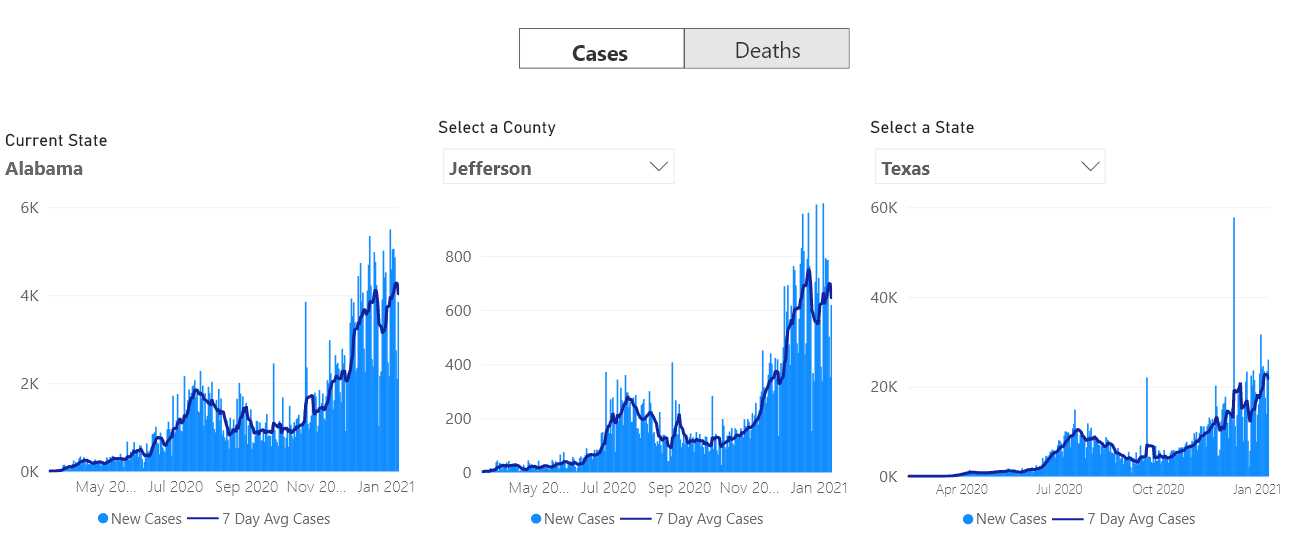 Cases Deaths
Current State
Alabama
6K
4K
2K
0K
May 20... Jul 2020 Sep 2020 Nov 20... Jan 2021
New Cases 7 Day Avg Cases
Select a County
Jefferson
800
600
400
200
0
May 20... Jul 2020 Sep 2020 Nov 20... Jan 2021
New Cases 7 Day Avg Cases
Select a State
Texas
60K
40K
20K
0K
Apr 2020 Jul 2020 Oct 2020 Jan 2021
New Cases 7 Day Avg Cases